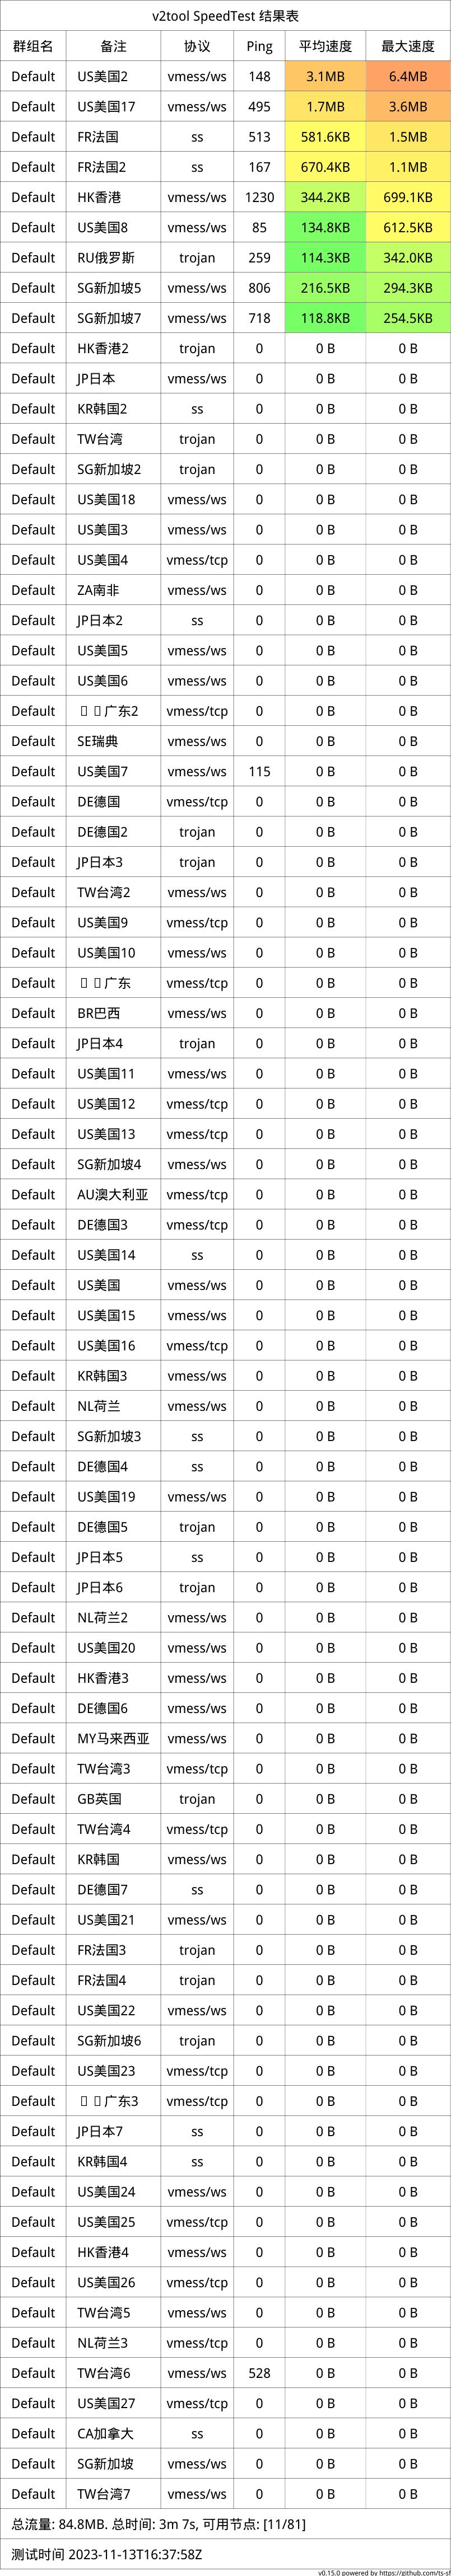 v2tool SpeedTest 结果表
群组名 备注 协议 Ping 平均速度 最大速度
Default US美国2 vmess/ws 148 3.1MB 6.4MB
Default US美国17 vmess/ws 495 1.7MB 3.6MB
Default FR法国 ss 513 581.6KB 1.5MB
Default FR法国2 ss 167 670.4KB 1.1MB
Default HK香港 vmess/ws 1230 344.2KB 699.1KB
Default US美国8 vmess/ws 85 134.8KB 612.5KB
Default RU俄罗斯 trojan 259 114.3KB 342.0KB
Default SG新加坡5 vmess/ws 806 216.5KB 294.3KB
Default SG新加坡7 vmess/ws 718 118.8KB 254.5KB
Default HK香港2 trojan 0 0 B 0 B
Default JP日本 vmess/ws 0 0 B 0 B
Default KR韩国2 ss 0 0 B 0 B
Default TW台湾 trojan 0 0 B 0 B
Default SG新加坡2 trojan 0 0 B 0 B
Default US美国18 vmess/ws 0 0 B 0 B
Default US美国3 vmess/ws 0 0 B 0 B
Default US美国4 vmess/tcp 0 0 B 0 B
Default ZA南非 vmess/ws 0 0 B 0 B
Default JP日本2 ss 0 0 B 0 B
Default US美国5 vmess/ws 0 0 B 0 B
Default US美国6 vmess/ws 0 0 B 0 B
Default 广东2 vmess/tcp 0 0 B 0 B
Default SE瑞典 vmess/ws 0 0 B 0 B
Default US美国7 vmess/ws 115 0 B 0 B
Default DE德国 vmess/tcp 0 0 B 0 B
Default DE德国2 trojan 0 0 B 0 B
Default JP日本3 trojan 0 0 B 0 B
Default TW台湾2 vmess/ws 0 0 B 0 B
Default US美国9 vmess/tcp 0 0 B 0 B
Default US美国10 vmess/ws 0 0 B 0 B
Default 广东 vmess/tcp 0 0 B 0 B
Default BR巴西 vmess/ws 0 0 B 0 B
Default JP日本4 trojan 0 0 B 0 B
Default US美国11 vmess/ws 0 0 B 0 B
Default US美国12 vmess/tcp 0 0 B 0 B
Default US美国13 vmess/tcp 0 0 B 0 B
Default SG新加坡4 vmess/ws 0 0 B 0 B
Default AU澳大利亚 vmess/tcp 0 0 B 0 B
Default DE德国3 vmess/tcp 0 0 B 0 B
Default US美国14 ss 0 0 B 0 B
Default US美国 vmess/ws 0 0 B 0 B
Default US美国15 vmess/ws 0 0 B 0 B
Default US美国16 vmess/tcp 0 0 B 0 B
Default KR韩国3 vmess/ws 0 0 B 0 B
Default NL荷兰 vmess/ws 0 0 B 0 B
Default SG新加坡3 ss 0 0 B 0 B
Default DE德国4 ss 0 0 B 0 B
Default US美国19 vmess/ws 0 0 B 0 B
Default DE德国5 trojan 0 0 B 0 B
Default JP日本5 ss 0 0 B 0 B
Default JP日本6 trojan 0 0 B 0 B
Default NL荷兰2 vmess/ws 0 0 B 0 B
Default US美国20 vmess/ws 0 0 B 0 B
Default HK香港3 vmess/ws 0 0 B 0 B
Default DE德国6 vmess/ws 0 0 B 0 B
Default MY马来西亚 vmess/ws 0 0 B 0 B
Default TW台湾3 vmess/tcp 0 0 B 0 B
Default GB英国 trojan 0 0 B 0 B
Default TW台湾4 vmess/tcp 0 0 B 0 B
Default KR韩国 vmess/ws 0 0 B 0 B
Default DE德国7 ss 0 0 B 0 B
Default US美国21 vmess/ws 0 0 B 0 B
Default FR法国3 trojan 0 0 B 0 B
Default FR法国4 trojan 0 0 B 0 B
Default US美国22 vmess/ws 0 0 B 0 B
Default SG新加坡6 trojan 0 0 B 0 B
Default US美国23 vmess/tcp 0 0 B 0 B
Default 广东3 vmess/tcp 0 0 B 0 B
Default JP日本7 ss 0 0 B 0 B
Default KR韩国4 ss 0 0 B 0 B
Default US美国24 vmess/ws 0 0 B 0 B
Default US美国25 vmess/tcp 0 0 B 0 B
Default HK香港4 vmess/ws 0 0 B 0 B
Default US美国26 vmess/tcp 0 0 B 0 B
Default TW台湾5 vmess/ws 0 0 B 0 B
Default NL荷兰3 vmess/tcp 0 0 B 0 B
Default TW台湾6 vmess/ws 528 0 B 0 B
Default US美国27 vmess/tcp 0 0 B 0 B
Default CA加拿大 ss 0 0 B 0 B
Default SG新加坡 vmess/ws 0 0 B 0 B
Default TW台湾7 vmess/ws 0 0 B 0 B
总流量: 84.8MB. 总时间: 3m 7s, 可用节点: [11/81]
测试时间 2023-11-13T16:37:58Z
v0.15.0 powered by https://github.com/ts-sf